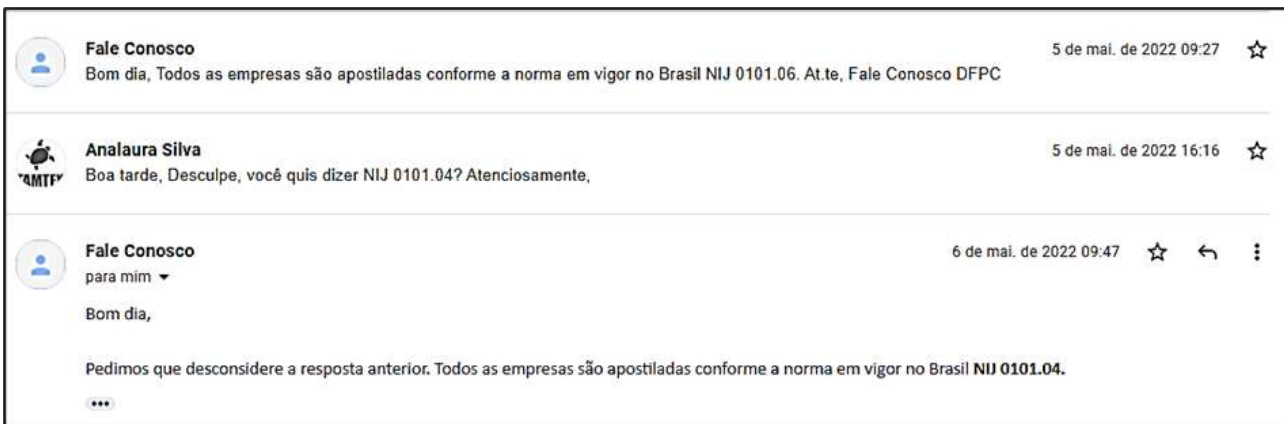 Fale Conosco
5 de mai. de 2022 09:27
Bom dia, Todos as empresas são apostiladas conforme a norma em vigor no Brasil NIJ 0101.06. At.te, Fale Conosco DFPC
Analaura Silva
5 de mai. de 2022 16:16
Boa tarde, Desculpe, você quis dizer NIJ 0101.04? Atenciosamente,
Fale Conosco
6 de mai. de 2022 09:47
para mim
Bom dia,
Pedimos que desconsidere a resposta anterior. Todos as empresas são apostiladas conforme a norma em vigor no Brasil NIJ 0101.04.